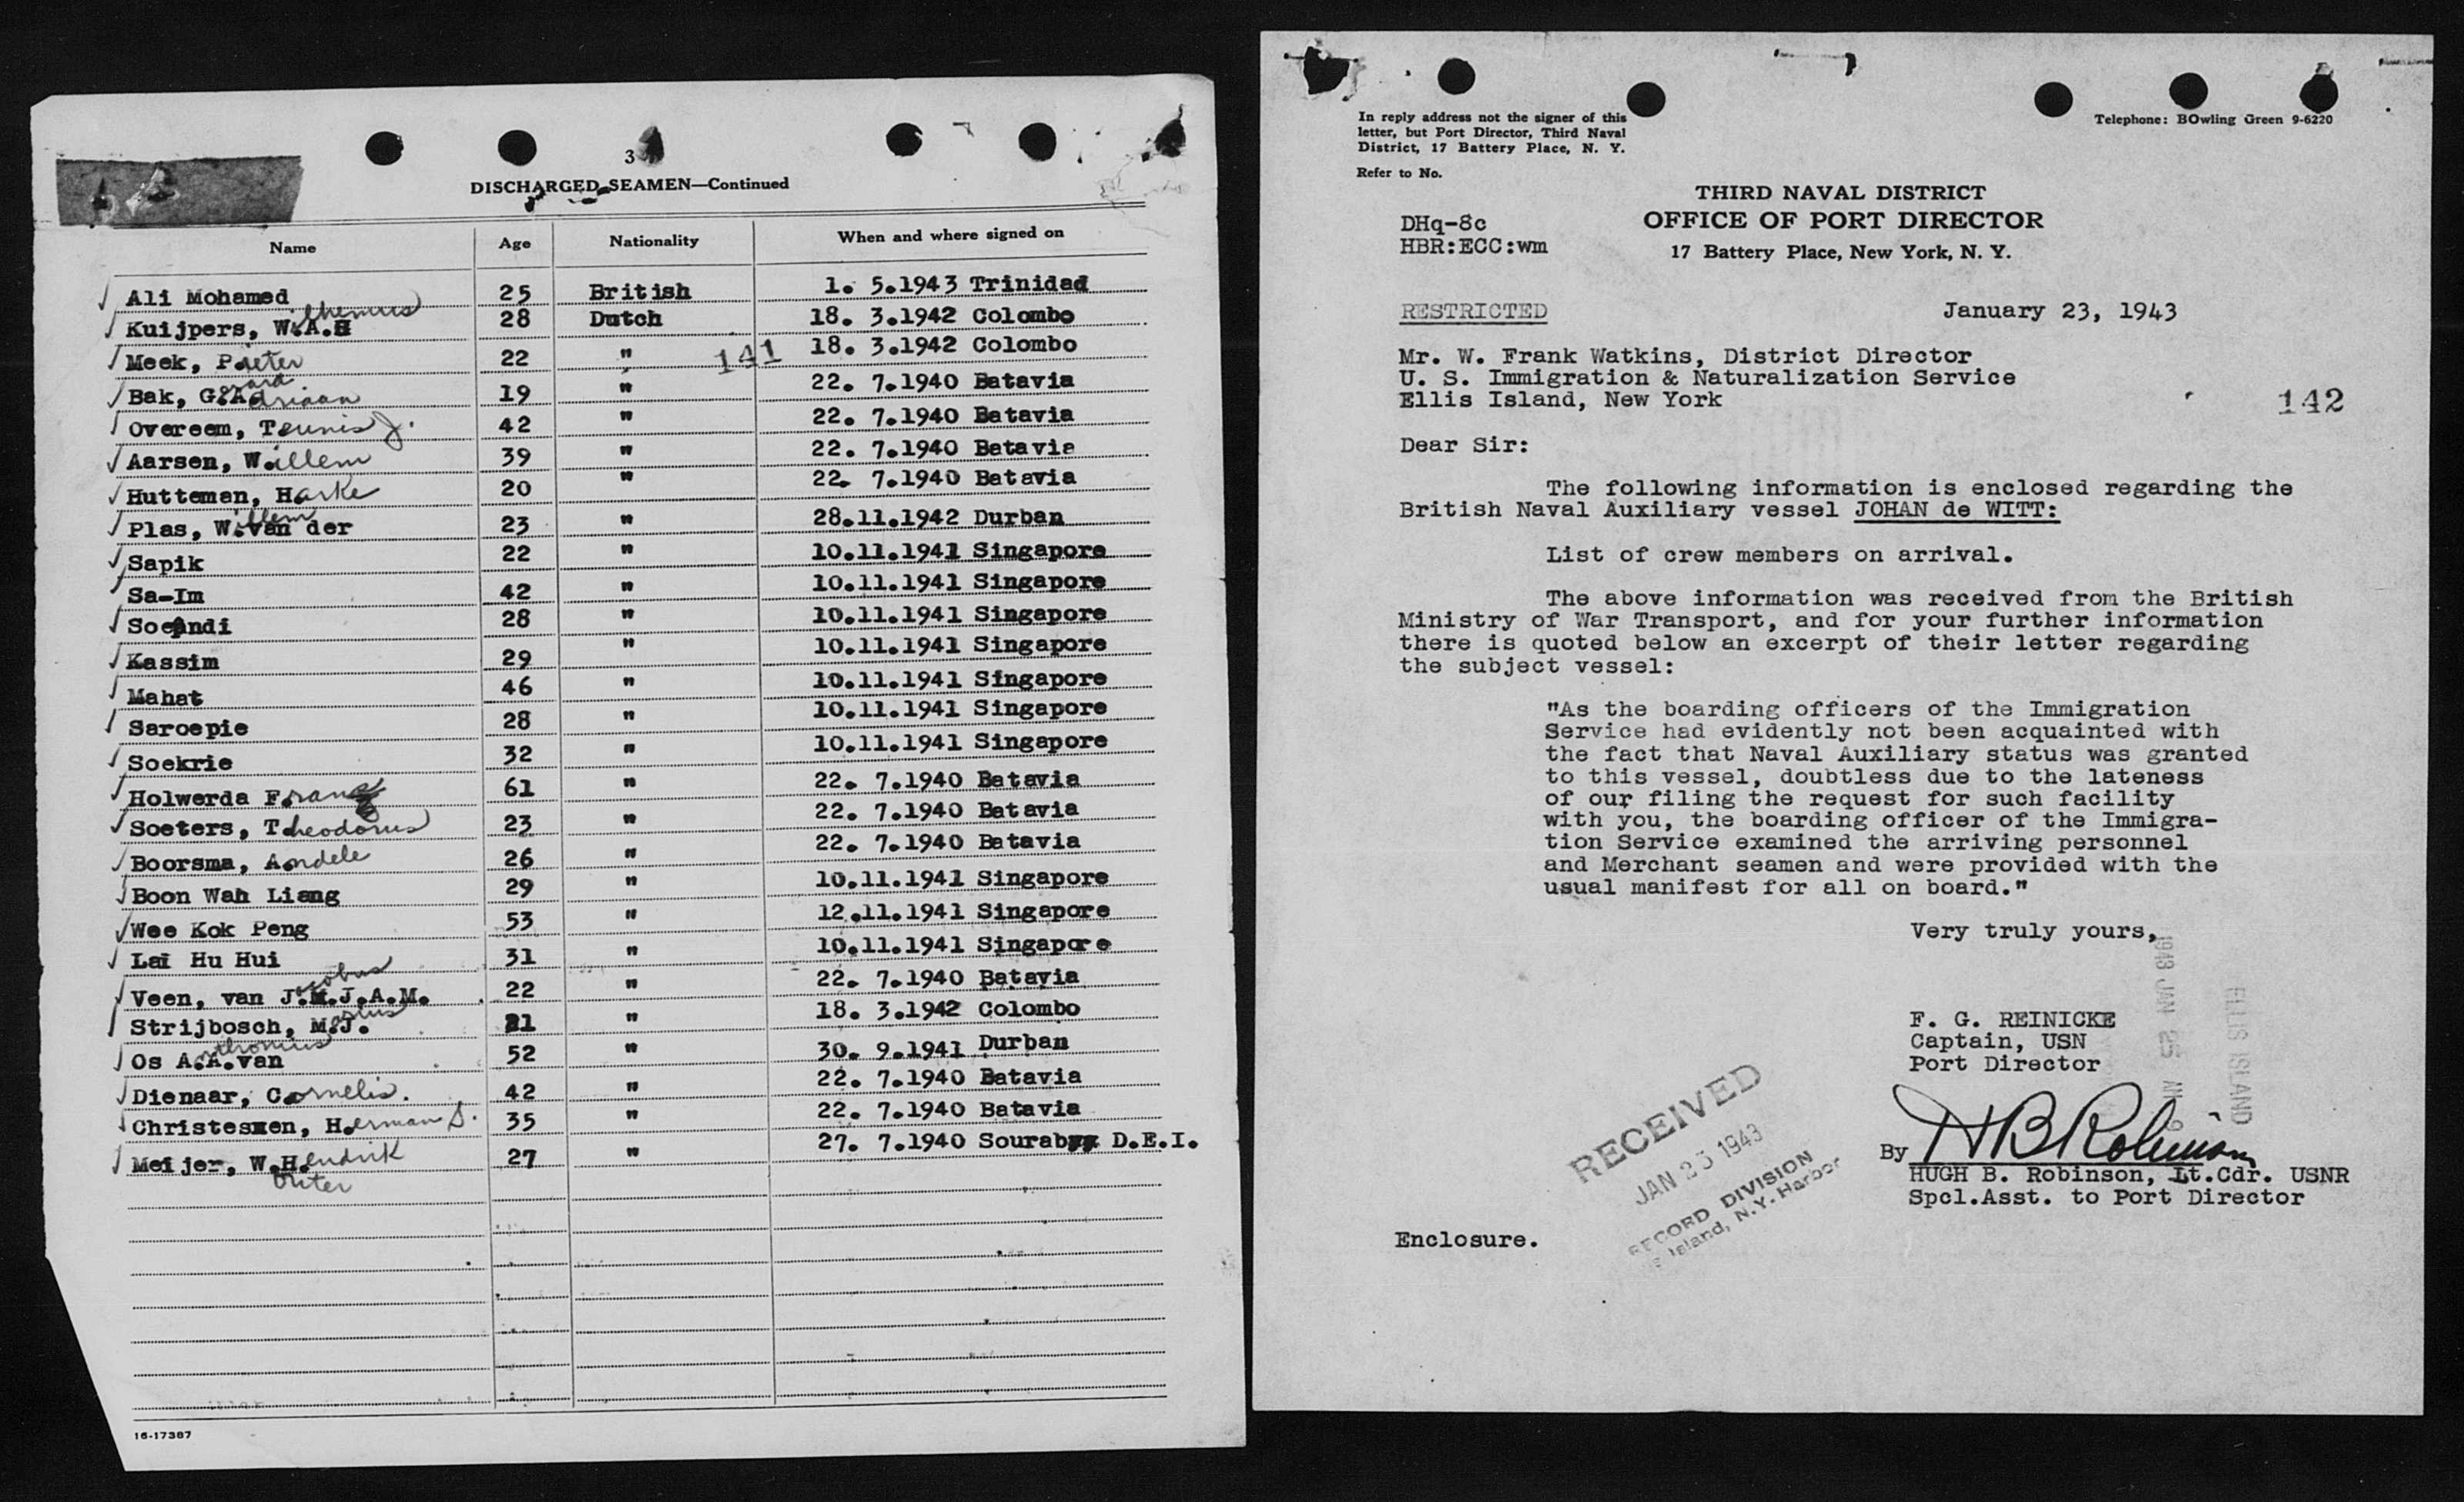 3
DISCHARGED SEAMEN—Continued
Name Age Nationality When and where signed on
Ali Mohamed 25 British 1. 5.1943 Trinidad
Kuijpers, W.A. 28 Dutch 18. 3.1942 Colombo
Meek, Pieter 22 " 141 18. 3.1942 Colombo
Bak, G. Adriaan 19 " 22. 7.1940 Batavia
Overeem, Teunis J. 42 " 22. 7.1940 Batavia
Aarsen, Willem 39 " 22. 7.1940 Batavia
Hutteman, Harke 20 " 22. 7.1940 Batavia
Plas, Willem van der 23 " 28.11.1942 Durban
Sapik 22 " 10.11.1941 Singapore
Sa-Im 42 " 10.11.1941 Singapore
Soeandi 28 " 10.11.1941 Singapore
Kassim 29 " 10.11.1941 Singapore
Mahat 46 " 10.11.1941 Singapore
Saroepie 28 " 10.11.1941 Singapore
Soekrie 32 " 10.11.1941 Singapore
Holwerda Frans 61 " 22. 7.1940 Batavia
Soeters, Theodorus 23 " 22. 7.1940 Batavia
Boorsma, Andele 26 " 22. 7.1940 Batavia
Boon Wah Liang 29 " 10.11.1941 Singapore
Wee Kok Peng 53 " 12.11.1941 Singapore
Lai Hu Hui 31 " 10.11.1941 Singapore
Veen, van Jacobus M.J.A.M. 22 " 22. 7.1940 Batavia
Strijbosch, Marius J. 21 " 18. 3.1942 Colombo
Os Anthonius A. van 52 " 30. 9.1941 Durban
Dienaar, Cornelis. 42 " 22. 7.1940 Batavia
Christesen, Herman S. 35 " 22. 7.1940 Batavia
Meijer, W. Hendrik 27 " 27. 7.1940 Sourabya D.E.I.
16-17387
In reply address not the signer of this
letter, but Port Director, Third Naval
District, 17 Battery Place, N. Y.
Refer to No.
Telephone: BOwling Green 9-6220
THIRD NAVAL DISTRICT
OFFICE OF PORT DIRECTOR
17 Battery Place, New York, N. Y.
DHq-8c
HBR:ECC:wm
RESTRICTED
January 23, 1943
Mr. W. Frank Watkins, District Director
U. S. Immigration & Naturalization Service
Ellis Island, New York
142
Dear Sir:
The following information is enclosed regarding the
British Naval Auxiliary vessel JOHAN de WITT:
List of crew members on arrival.
The above information was received from the British
Ministry of War Transport, and for your further information
there is quoted below an excerpt of their letter regarding
the subject vessel:
"As the boarding officers of the Immigration
Service had evidently not been acquainted with
the fact that Naval Auxiliary status was granted
to this vessel, doubtless due to the lateness
of our filing the request for such facility
with you, the boarding officer of the Immigra-
tion Service examined the arriving personnel
and Merchant seamen and were provided with the
usual manifest for all on board."
Very truly yours,
F. G. REINICKE
Captain, USN
Port Director
By HB Robinson
HUGH B. Robinson, Lt.Cdr. USNR
Spcl.Asst. to Port Director
Enclosure.
RECEIVED
JAN 25 1943
RECORD DIVISION
Island, N.Y. Harbor
1943 JAN 25 AM 9
ELLIS ISLAND